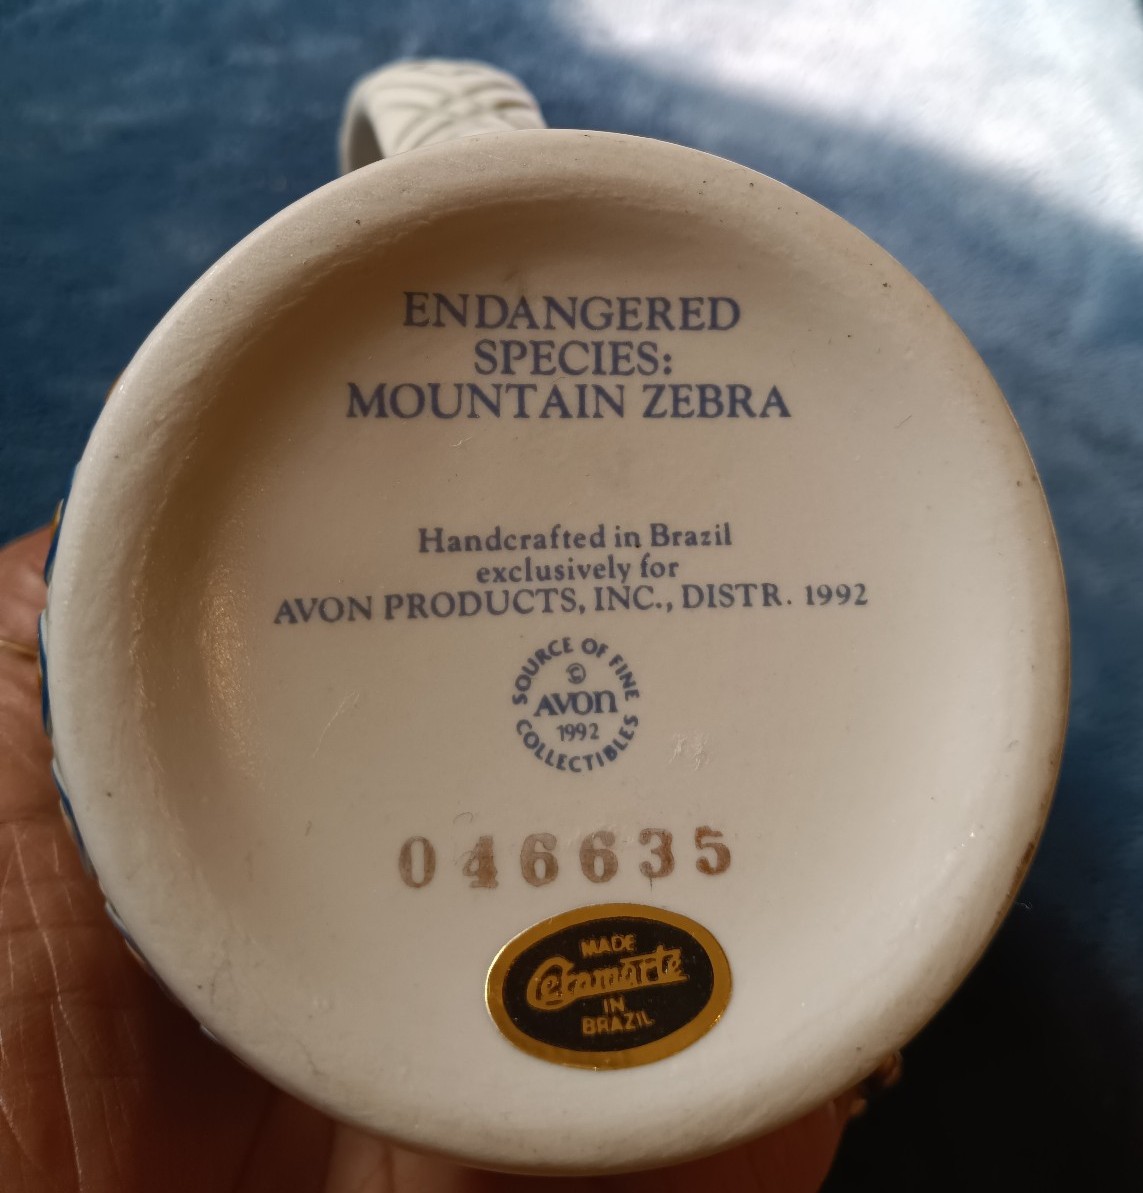 ENDANGERED
SPECIES:
MOUNTAIN ZEBRA
Handcrafted in Brazil
exclusively for
AVON PRODUCTS, INC., DISTR. 1992
SOURCE OF FINE
©
AVON
1992
COLLECTIBLES
046635
MADE
Ceramarte
IN
BRAZIL